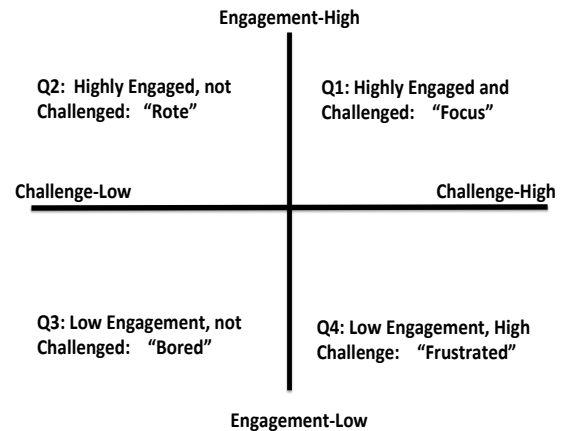 Engagement-High
Q2: Highly Engaged, not
Challenged: “Rote”
Q1: Highly Engaged and
Challenged: “Focus”
Challenge-Low
Challenge-High
Q3: Low Engagement, not
Challenged: “Bored”
Q4: Low Engagement, High
Challenge: “Frustrated”
Engagement-Low